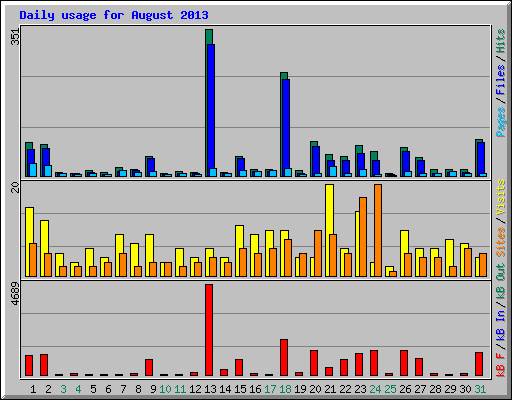 Daily usage for August 2013
351
Pages / Files / Hits
20
Sites / Visits
4689
kB F / kB In / kB Out
1 2 3 4 5 6 7 8 9 10 11 12 13 14 15 16 17 18 19 20 21 22 23 24 25 26 27 28 29 30 31